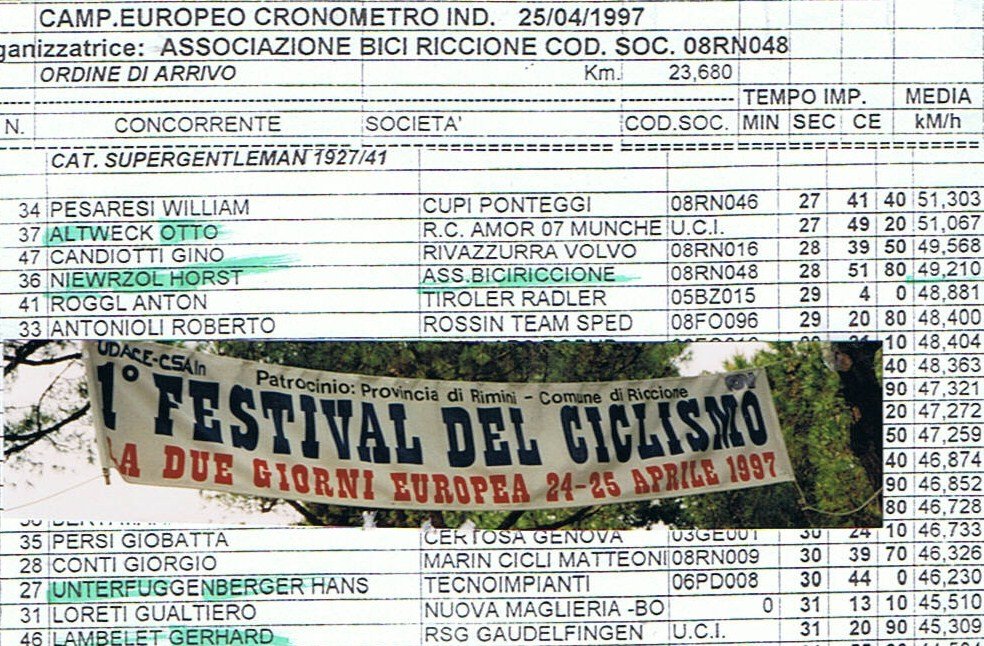 CAMP.EUROPEO CRONOMETRO IND. 25/04/1997
ganizzatrice: ASSOCIAZIONE BICI RICCIONE COD. SOC. 08RN048
ORDINE DI ARRIVO Km. 23,680
TEMPO IMP. MEDIA
N. CONCORRENTE SOCIETA' COD.SOC. MIN SEC CE kM/h
CAT. SUPERGENTLEMAN 1927/41
34 PESARESI WILLIAM CUPI PONTEGGI 08RN046 27 41 40 51,303
37 ALTWECK OTTO R.C. AMOR 07 MUNCHE U.C.I. 27 49 20 51,067
47 CANDIOTTI GINO RIVAZZURRA VOLVO 08RN016 28 39 50 49,568
36 NIEWRZOL HORST ASS.BICIRICCIONE 08RN048 28 51 80 49,210
41 ROGGL ANTON TIROLER RADLER 05BZ015 29 4 0 48,881
33 ANTONIOLI ROBERTO ROSSIN TEAM SPED 08FO096 29 20 80 48,400
10 48,404
40 48,363
90 47,321
20 47,272
50 47,259
40 46,874
90 46,852
80 46,728
UDACE-CSAIn
Patrocinio: Provincia di Rimini - Comune di Riccione
1° FESTIVAL DEL CICLISMO
LA DUE GIORNI EUROPEA 24-25 APRILE 1997
35 PERSI GIOBATTA CERTOSA GENOVA 03GE001 30 24 10 46,733
28 CONTI GIORGIO MARIN CICLI MATTEONI 08RN009 30 39 70 46,326
27 UNTERFUGGENBERGER HANS TECNOIMPIANTI 06PD008 30 44 0 46,230
31 LORETI GUALTIERO NUOVA MAGLIERIA -BO 0 31 13 10 45,510
46 LAMBELET GERHARD RSG GAUDELFINGEN U.C.I. 31 20 90 45,309